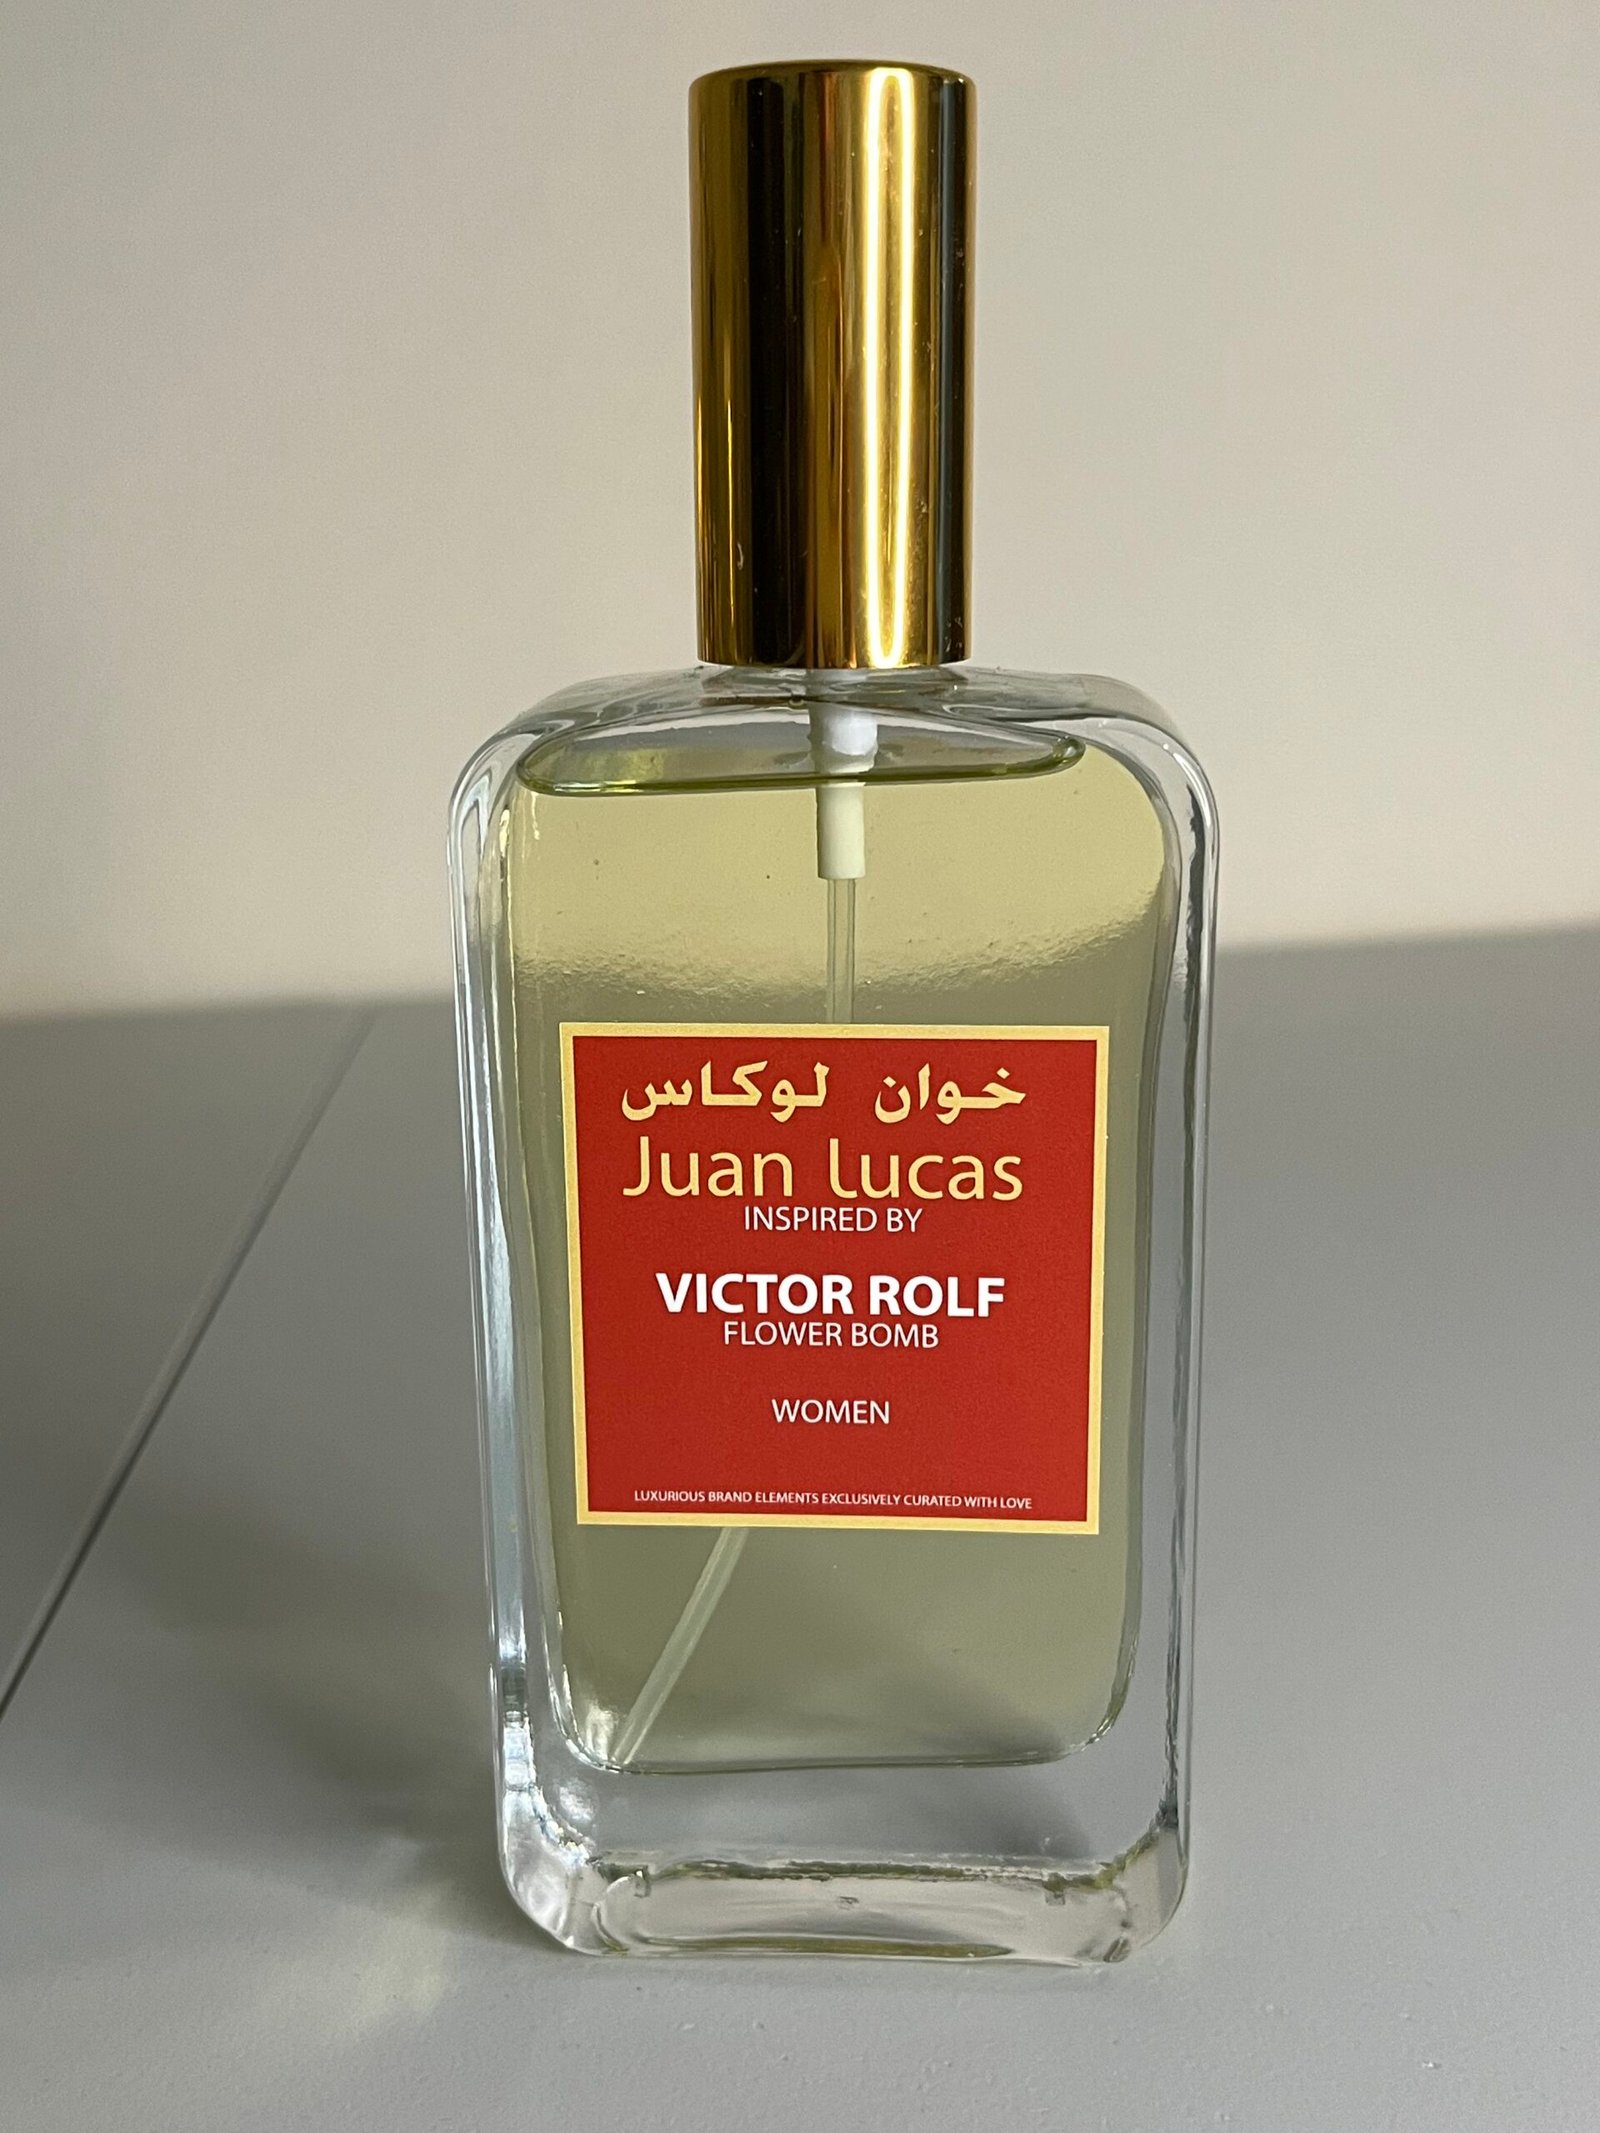 خوان لوكاس
Juan Lucas
INSPIRED BY
VICTOR ROLF
FLOWER BOMB
WOMEN
LUXURIOUS BRAND ELEMENTS EXCLUSIVELY CURATED WITH LOVE